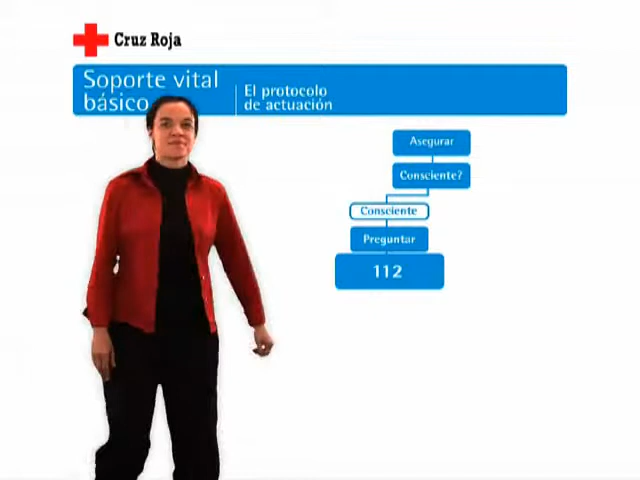 Cruz Roja
Soporte vital
básico
El protocolo
de actuación
Asegurar
Consciente?
Consciente
Preguntar
112